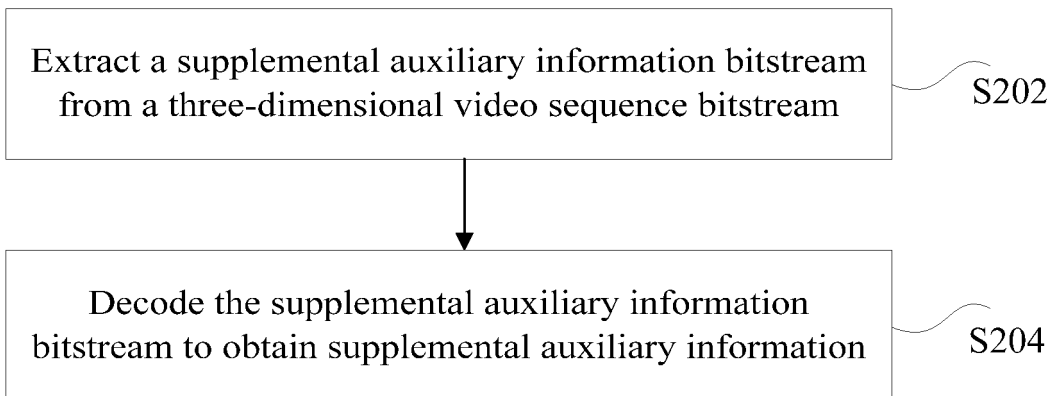 Extract a supplemental auxiliary information bitstream
from a three-dimensional video sequence bitstream
S202
Decode the supplemental auxiliary information
bitstream to obtain supplemental auxiliary information
S204